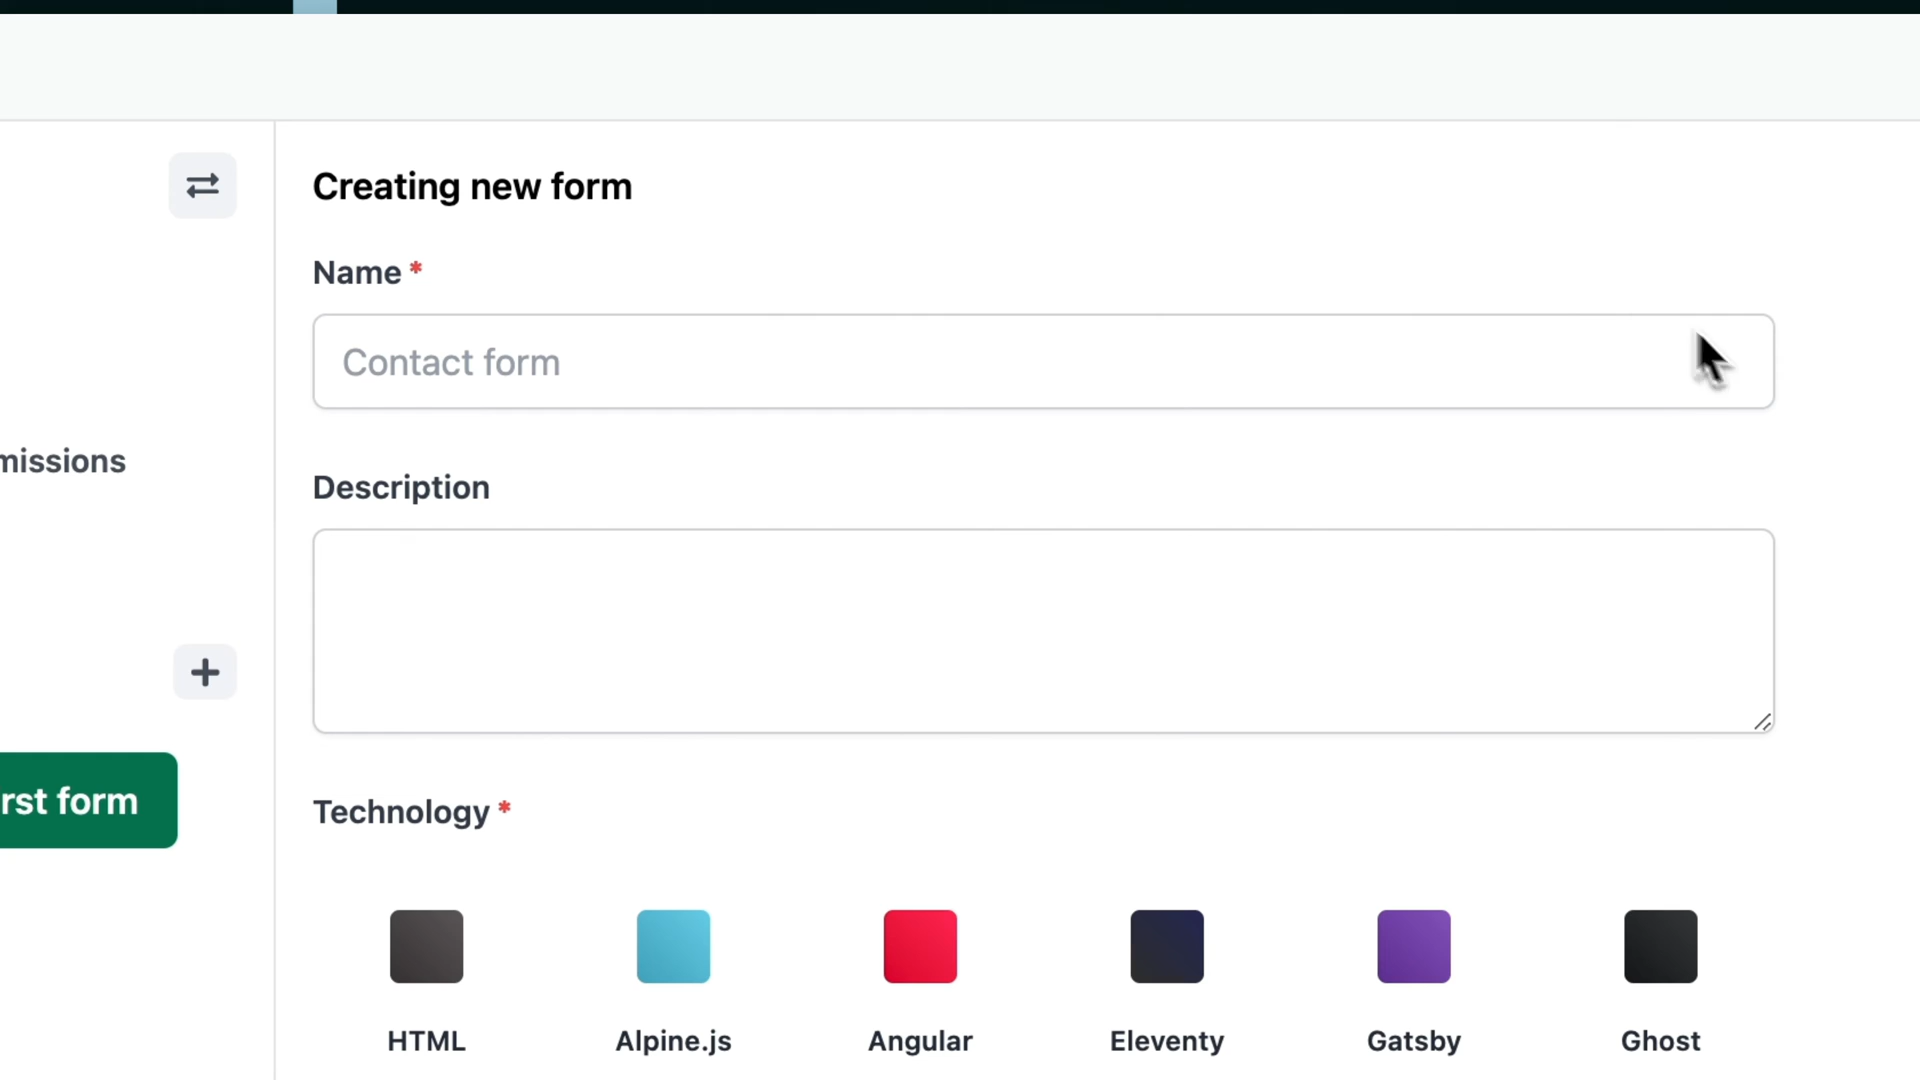 Creating new form
Name *
Contact form
missions
Description
rst form
Technology *
HTML
Alpine.js
Angular
Eleventy
Gatsby
Ghost